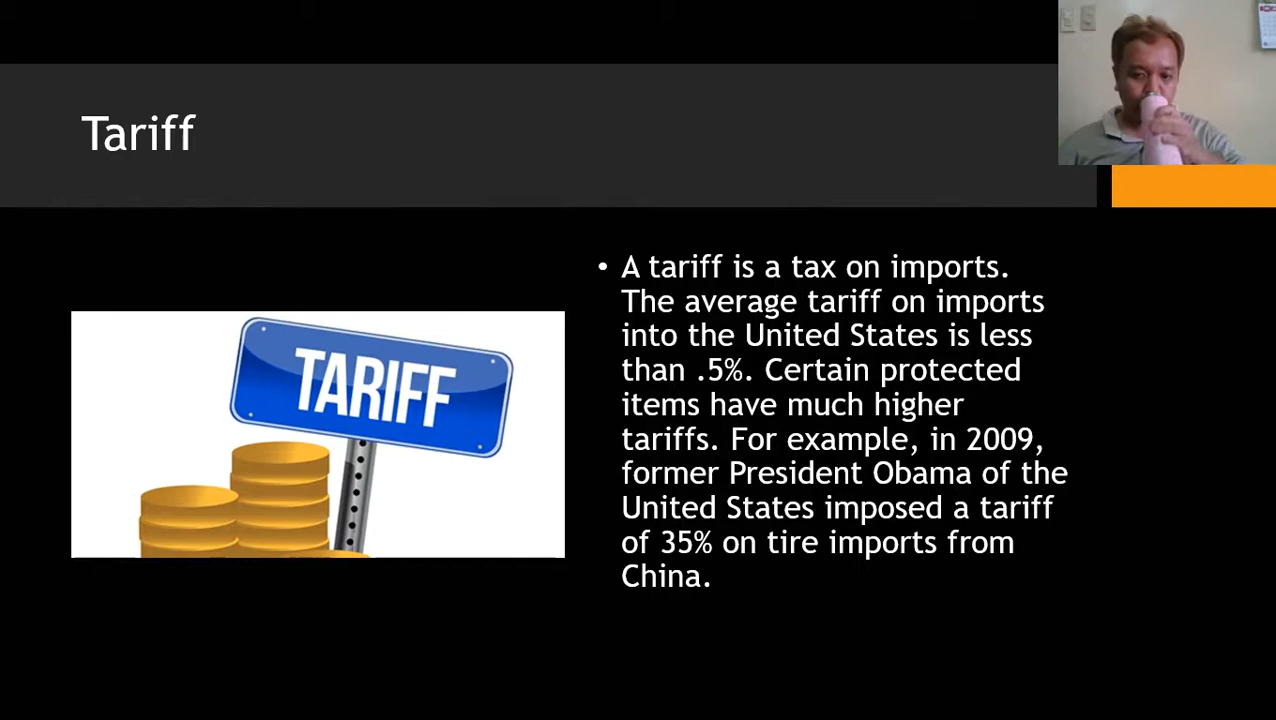 Tariff
TARIFF
• A tariff is a tax on imports.
The average tariff on imports
into the United States is less
than .5%. Certain protected
items have much higher
tariffs. For example, in 2009,
former President Obama of the
United States imposed a tariff
of 35% on tire imports from
China.